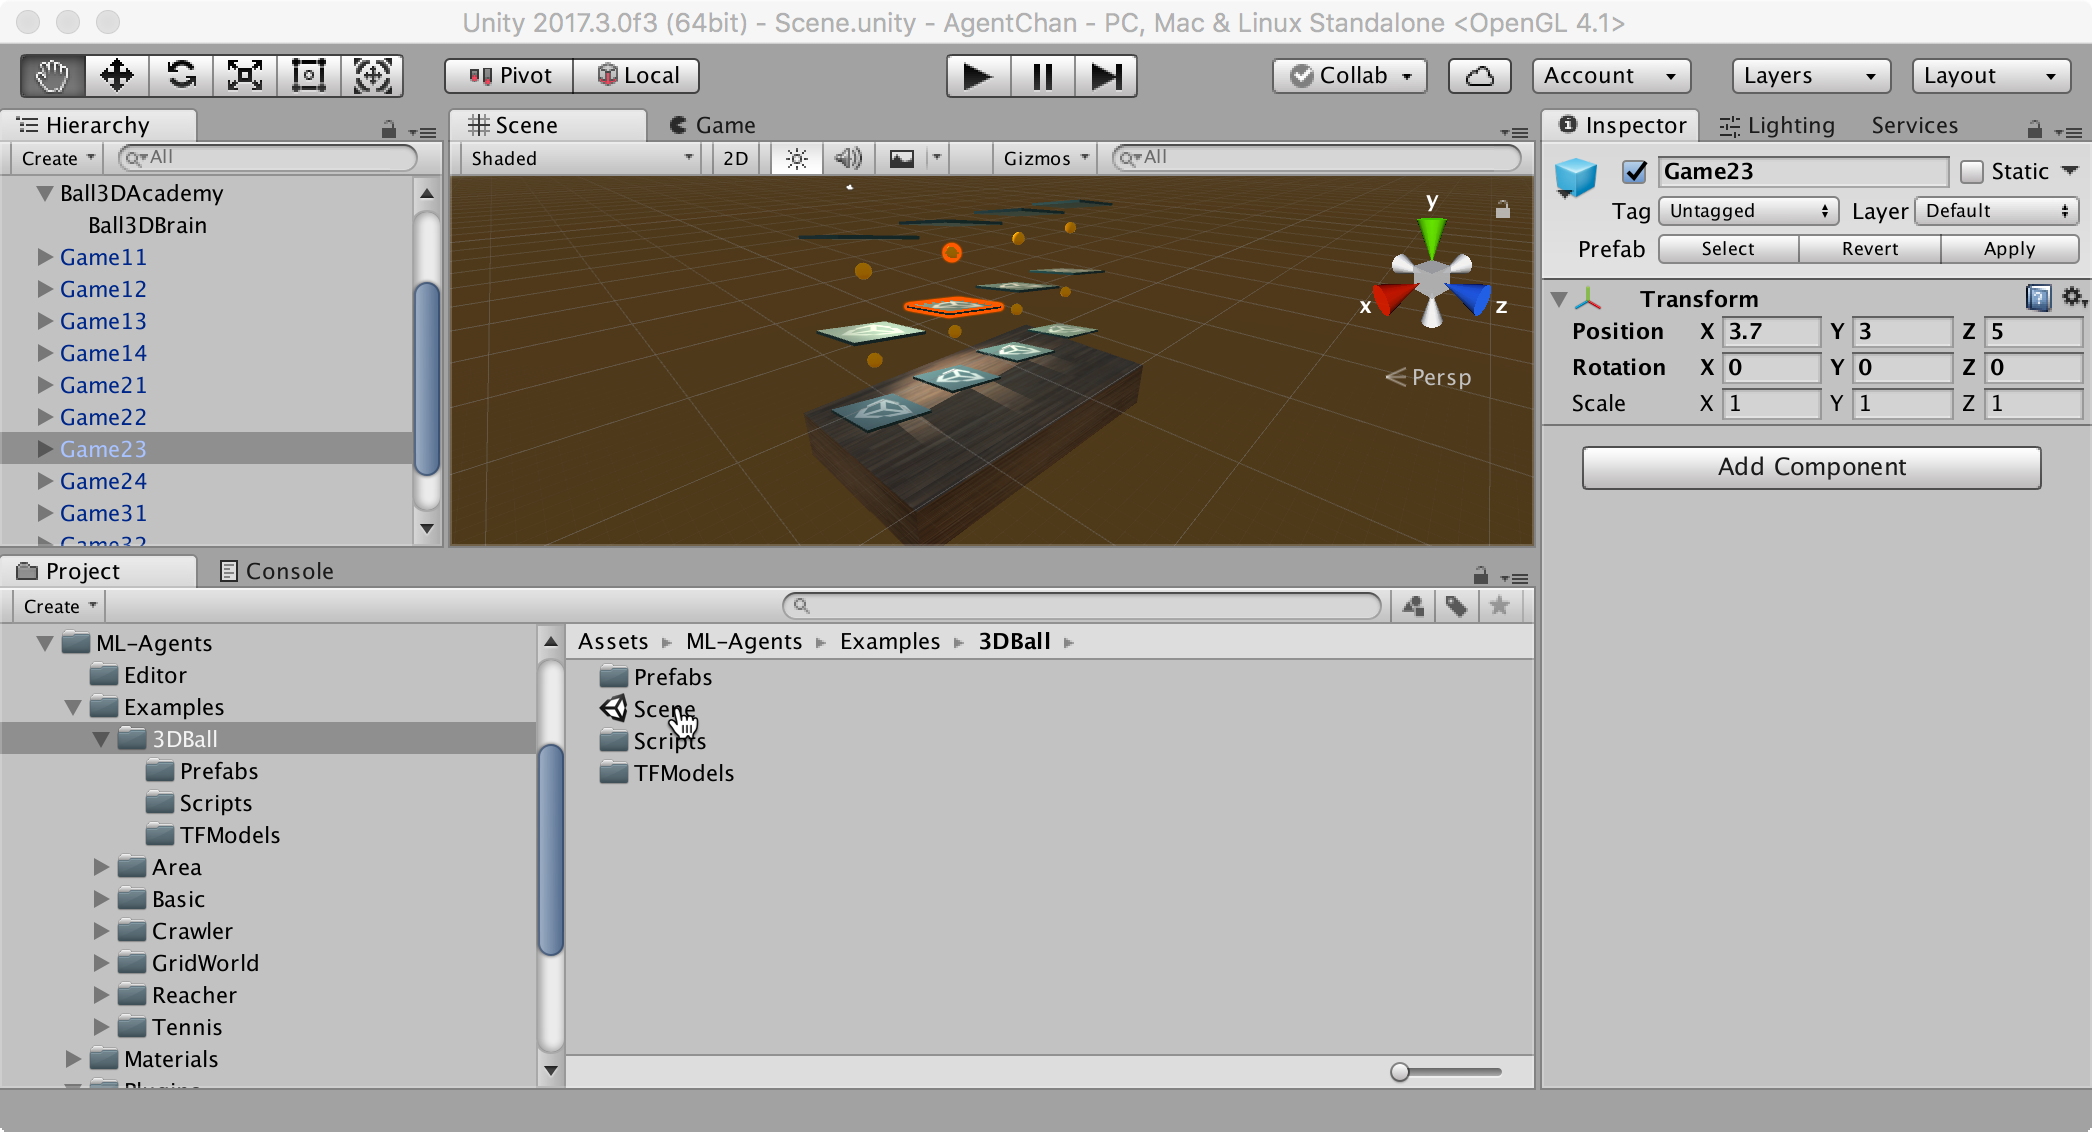 Unity 2017.3.0f3 (64bit) - Scene.unity - AgentChan - PC, Mac & Linux Standalone <OpenGL 4.1>
Pivot Local Collab Account Layers Layout
Hierarchy
Create All
Ball3DAcademy
Ball3DBrain
Game11
Game12
Game13
Game14
Game21
Game22
Game23
Game24
Game31
Game32
Scene Game
Shaded 2D Gizmos All
y
x z
Persp
Inspector Lighting Services
Game23 Static
Tag Untagged Layer Default
Prefab Select Revert Apply
Transform
Position X 3.7 Y 3 Z 5
Rotation X 0 Y 0 Z 0
Scale X 1 Y 1 Z 1
Add Component
Project Console
Create
ML-Agents
Editor
Examples
3DBall
Prefabs
Scripts
TFModels
Area
Basic
Crawler
GridWorld
Reacher
Tennis
Materials
Plugins
Assets ML-Agents Examples 3DBall
Prefabs
Scene
Scripts
TFModels